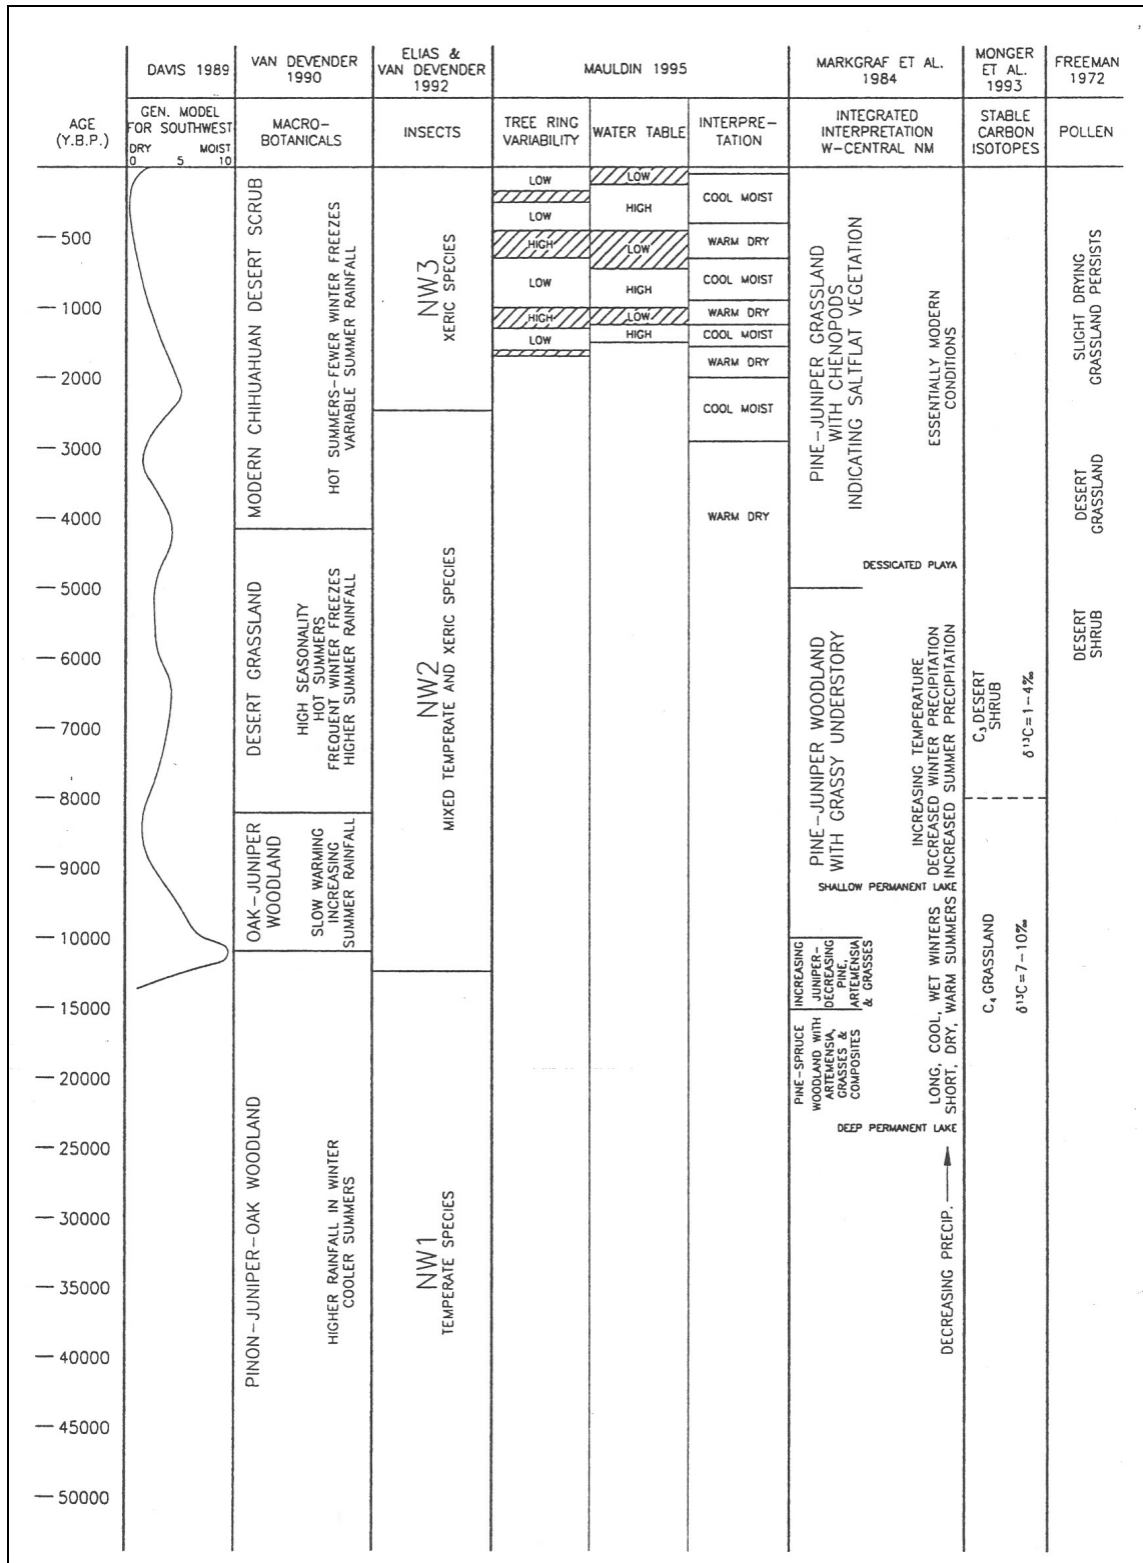 DAVIS 1989
VAN DEVENDER
1990
ELIAS &
VAN DEVENDER
1992
MAULDIN 1995
MARKGRAF ET AL.
1984
MONGER
ET AL.
1993
FREEMAN
1972
AGE
(Y.B.P.)
GEN. MODEL
FOR SOUTHWEST
DRY MOIST
0 5 10
MACRO-
BOTANICALS
INSECTS
TREE RING
VARIABILITY
WATER TABLE
INTERPRE-
TATION
INTEGRATED
INTERPRETATION
W-CENTRAL NM
STABLE
CARBON
ISOTOPES
POLLEN
500
1000
2000
3000
4000
5000
6000
7000
8000
9000
10000
15000
20000
25000
30000
35000
40000
45000
50000
MODERN CHIHUAHUAN DESERT SCRUB
HOT SUMMERS-FEWER WINTER FREEZES
VARIABLE SUMMER RAINFALL
DESERT GRASSLAND
HIGH SEASONALITY
HOT SUMMERS
FREQUENT WINTER FREEZES
HIGHER SUMMER RAINFALL
OAK-JUNIPER
WOODLAND
SLOW WARMING
INCREASING
SUMMER RAINFALL
PINON-JUNIPER-OAK WOODLAND
HIGHER RAINFALL IN WINTER
COOLER SUMMERS
NW3
XERIC SPECIES
NW2
MIXED TEMPERATE AND XERIC SPECIES
NW1
TEMPERATE SPECIES
LOW
LOW
HIGH
LOW
HIGH
LOW
LOW
HIGH
LOW
HIGH
LOW
HIGH
COOL MOIST
WARM DRY
COOL MOIST
WARM DRY
COOL MOIST
WARM DRY
COOL MOIST
WARM DRY
PINE-JUNIPER GRASSLAND
WITH CHENOPODS
INDICATING SALTFLAT VEGETATION
ESSENTIALLY MODERN
CONDITIONS
DESSICATED PLAYA
PINE-JUNIPER WOODLAND
WITH GRASSY UNDERSTORY
INCREASING TEMPERATURE
DECREASED WINTER PRECIPITATION
INCREASED SUMMER PRECIPITATION
SHALLOW PERMANENT LAKE
INCREASING
JUNIPER-
DECREASING
PINE,
ARTEMENSIA
& GRASSES
PINE-SPRUCE
WOODLAND WITH
ARTEMENSIA,
GRASSES &
COMPOSITES
LONG, COOL, WET WINTERS
SHORT, DRY, WARM SUMMERS
DEEP PERMANENT LAKE
DECREASING PRECIP.
C₃ DESERT
SHRUB
δ¹³C=1-4‰
C₄ GRASSLAND
δ¹³C=7-10‰
SLIGHT DRYING
GRASSLAND PERSISTS
DESERT
GRASSLAND
DESERT
SHRUB